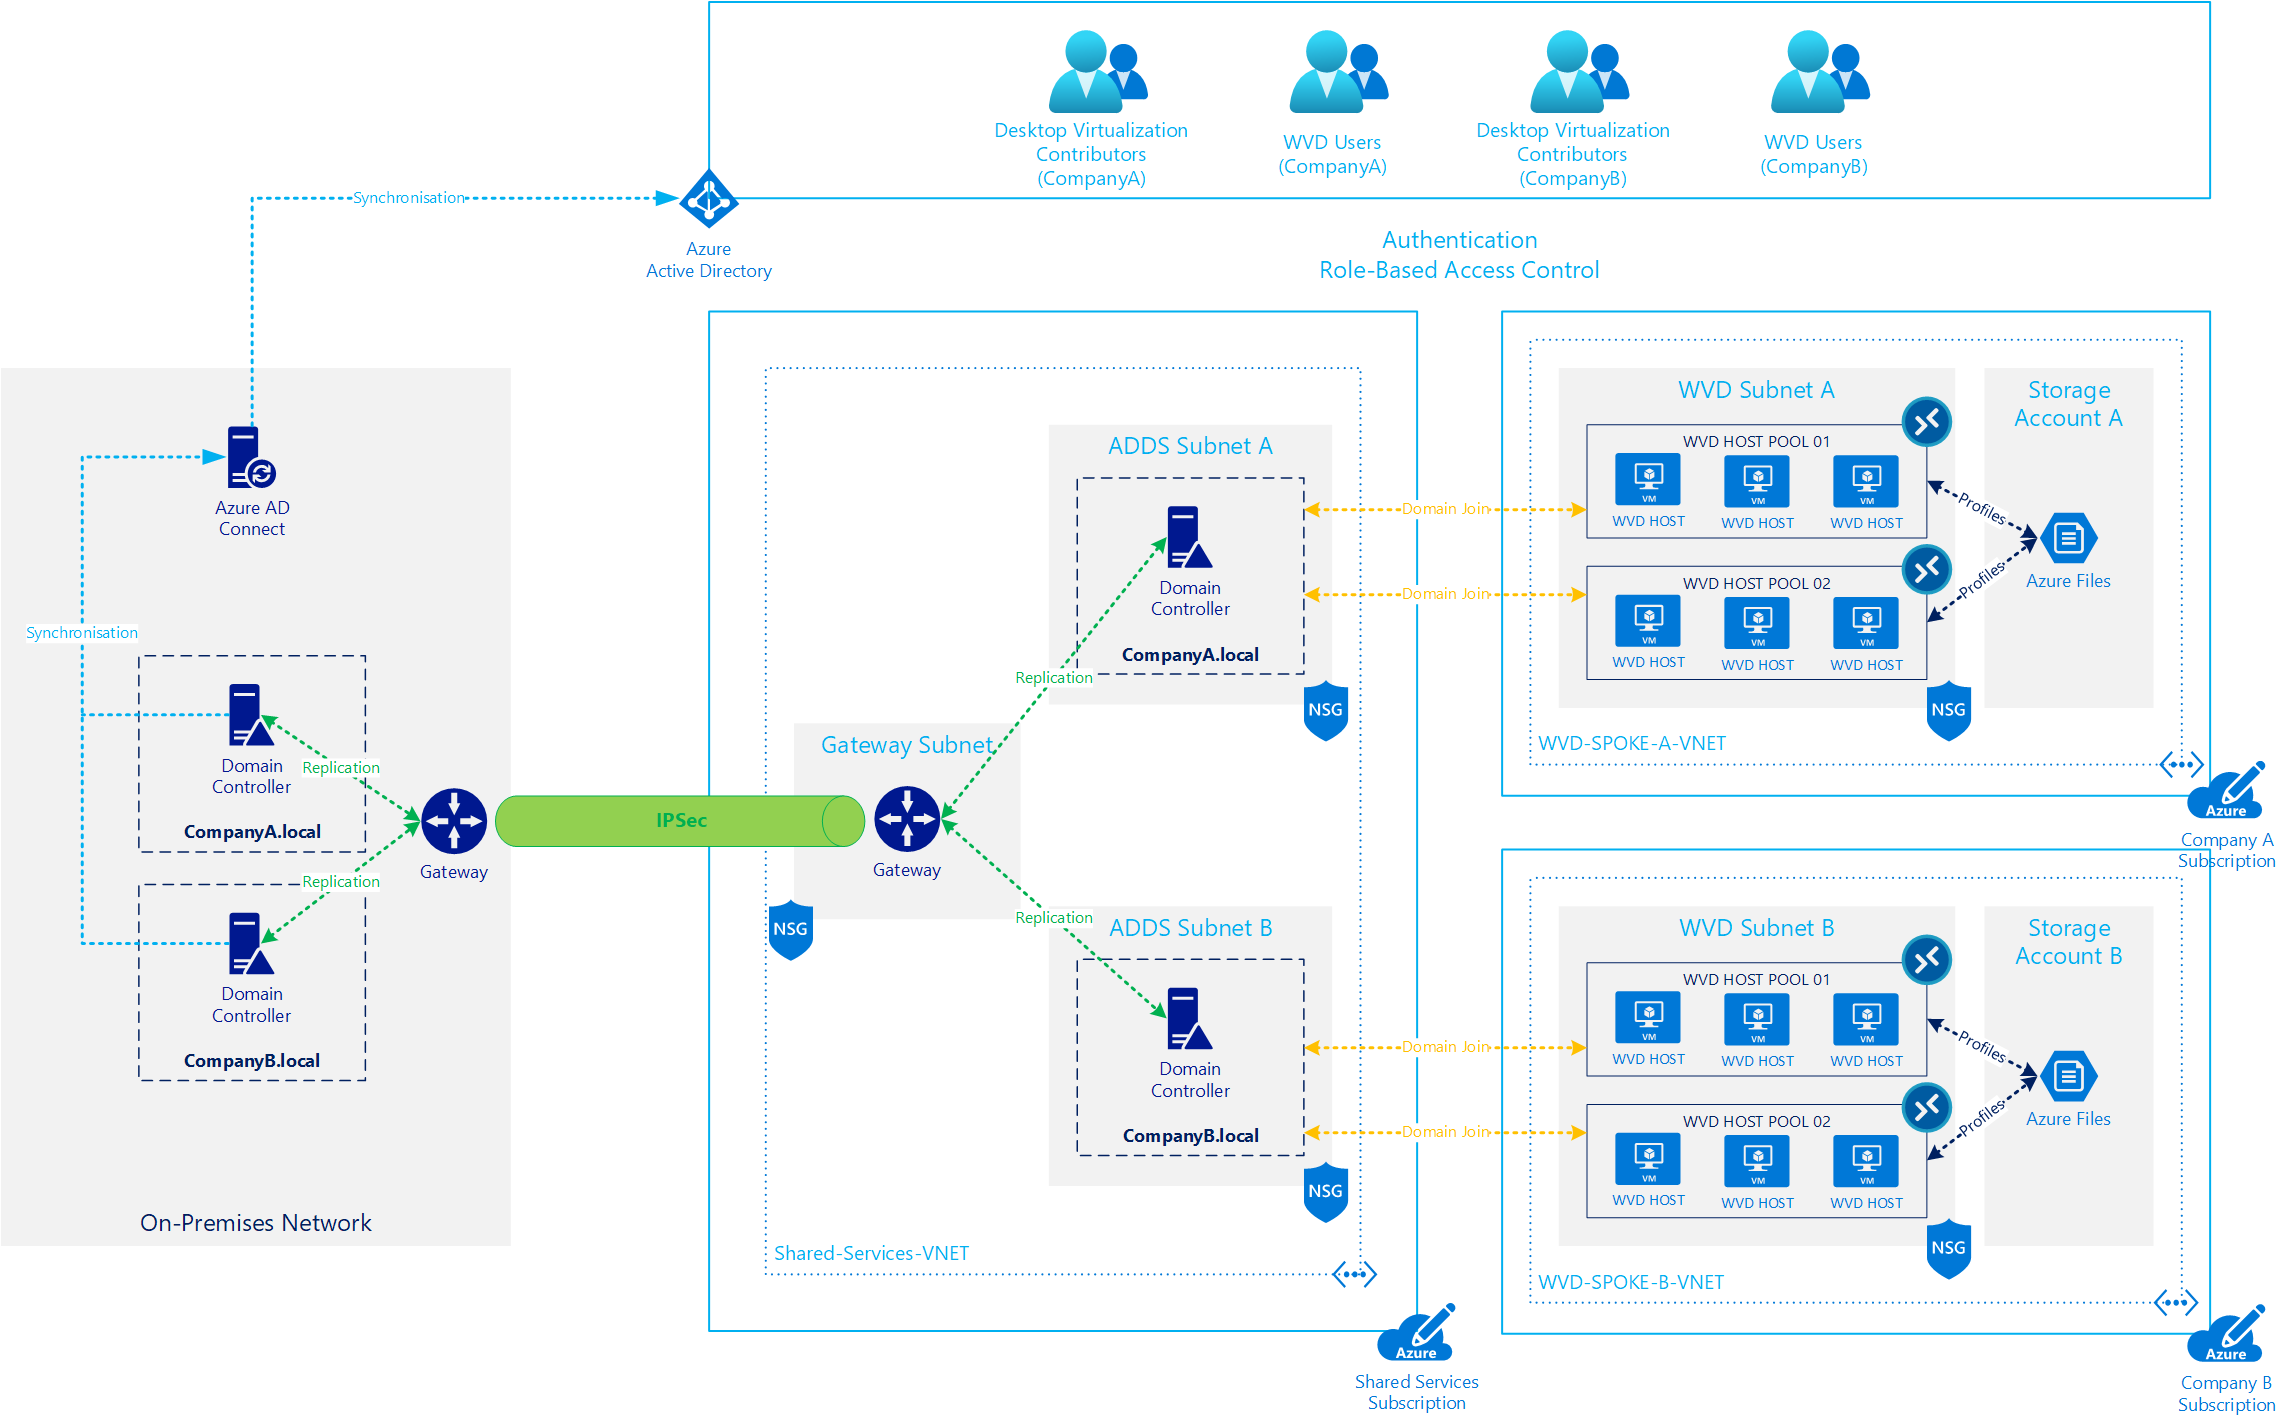 Desktop Virtualization
Contributors
(CompanyA)
WVD Users
(CompanyA)
Desktop Virtualization
Contributors
(CompanyB)
WVD Users
(CompanyB)
Synchronisation
Azure
Active Directory
Authentication
Role-Based Access Control
Azure AD
Connect
Synchronisation
Domain
Controller
CompanyA.local
Replication
Domain
Controller
CompanyB.local
Replication
Gateway
On-Premises Network
IPSec
Gateway Subnet
Gateway
NSG
Replication
Replication
ADDS Subnet A
Domain
Controller
CompanyA.local
NSG
ADDS Subnet B
Domain
Controller
CompanyB.local
NSG
Shared-Services-VNET
Azure
Shared Services
Subscription
Domain Join
Domain Join
Domain Join
Domain Join
WVD Subnet A
WVD HOST POOL 01
VM
VM
VM
WVD HOST
WVD HOST
WVD HOST
WVD HOST POOL 02
VM
VM
VM
WVD HOST
WVD HOST
WVD HOST
NSG
Profiles
Profiles
Storage
Account A
Azure Files
WVD-SPOKE-A-VNET
Azure
Company A
Subscription
WVD Subnet B
WVD HOST POOL 01
VM
VM
VM
WVD HOST
WVD HOST
WVD HOST
WVD HOST POOL 02
VM
VM
VM
WVD HOST
WVD HOST
WVD HOST
NSG
Profiles
Profiles
Storage
Account B
Azure Files
WVD-SPOKE-B-VNET
Azure
Company B
Subscription